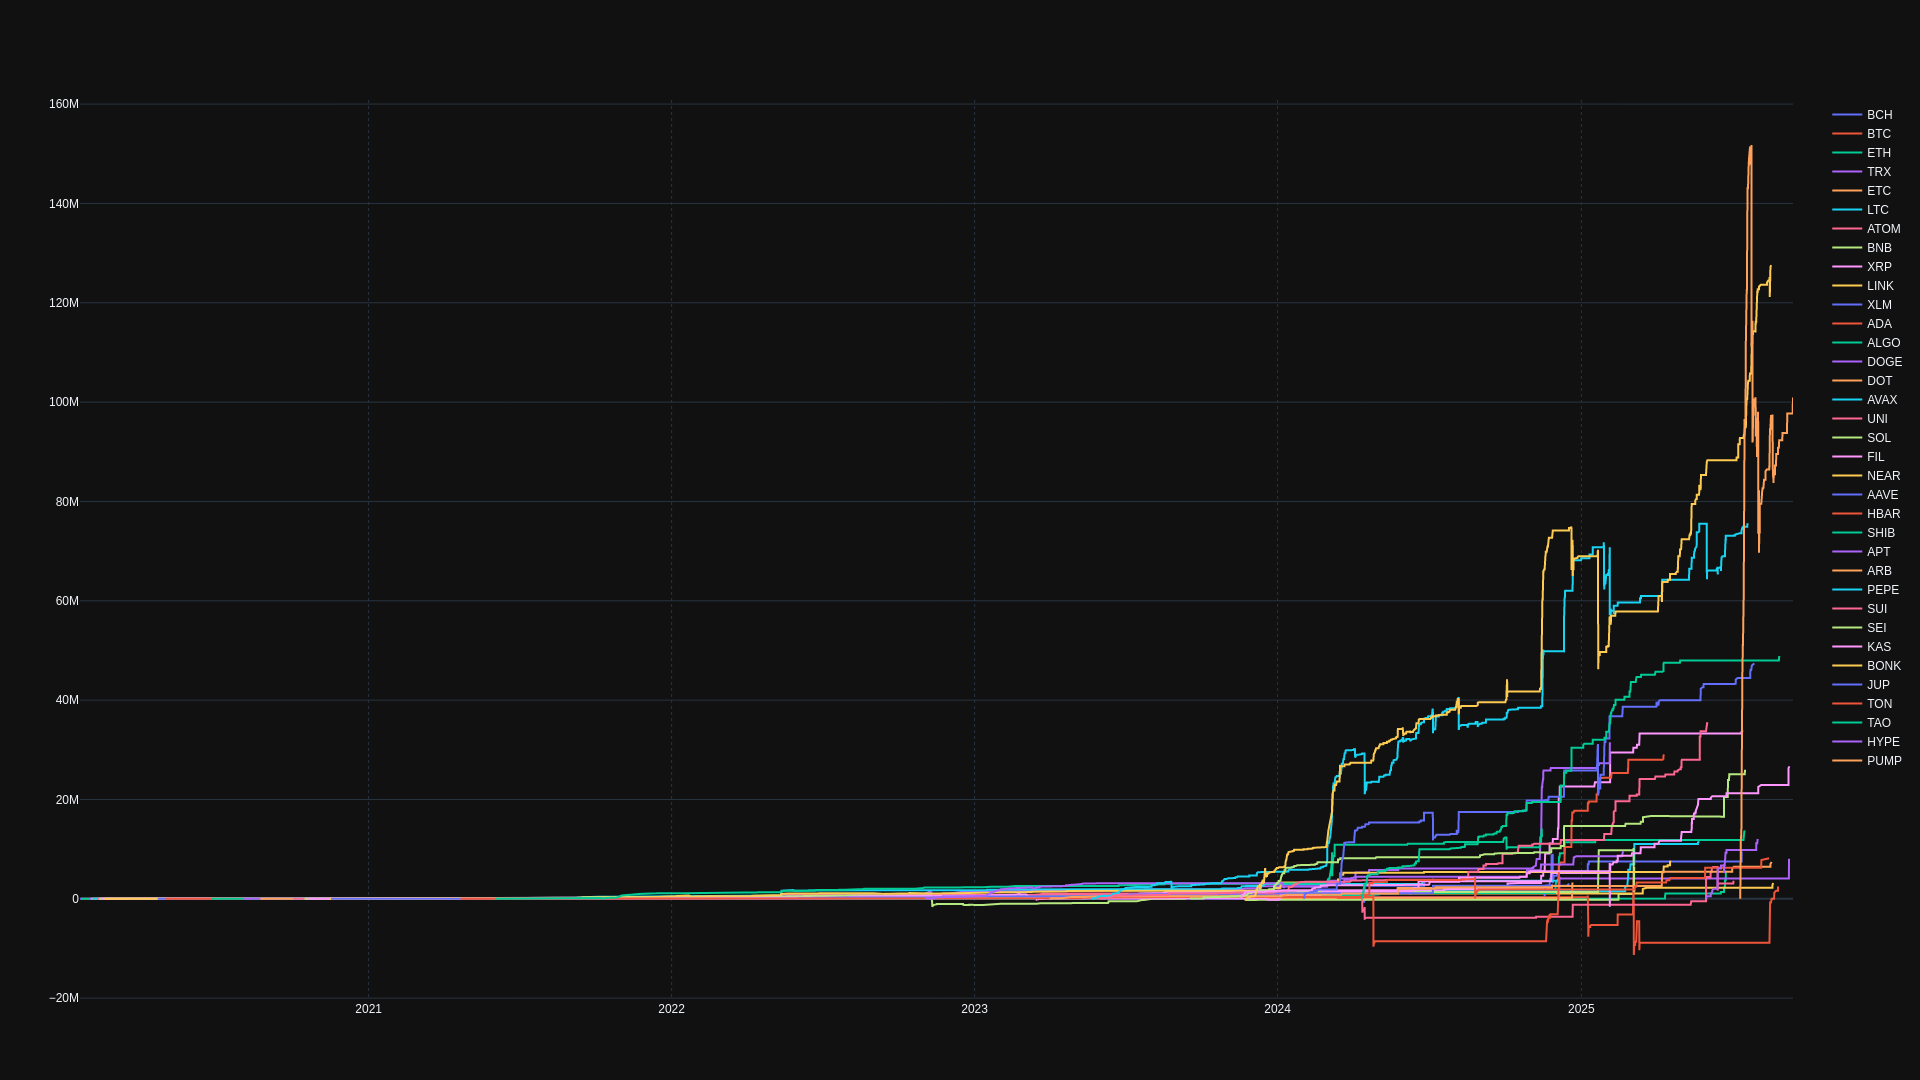 160M
140M
120M
100M
80M
60M
40M
20M
0
−20M
2021
2022
2023
2024
2025
BCH
BTC
ETH
TRX
ETC
LTC
ATOM
BNB
XRP
LINK
XLM
ADA
ALGO
DOGE
DOT
AVAX
UNI
SOL
FIL
NEAR
AAVE
HBAR
SHIB
APT
ARB
PEPE
SUI
SEI
KAS
BONK
JUP
TON
TAO
HYPE
PUMP